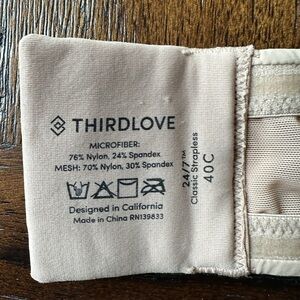 THIRDLOVE
MICROFIBER:
76% Nylon, 24% Spandex
MESH: 70% Nylon, 30% Spandex
Designed in California
Made in China RN139833
24/7™
Classic Strapless
40C